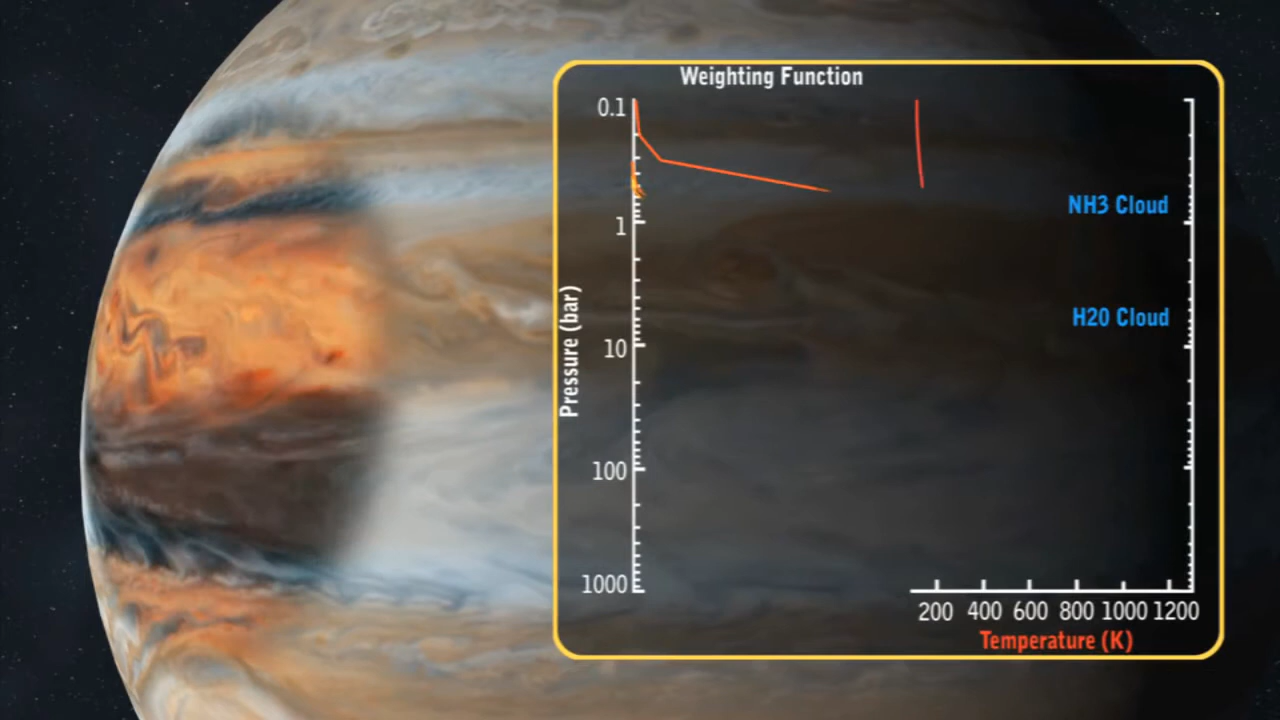 Weighting Function
0.1
NH3 Cloud
1
H20 Cloud
Pressure (bar)
10
100
1000
200 400 600 800 1000 1200
Temperature (K)